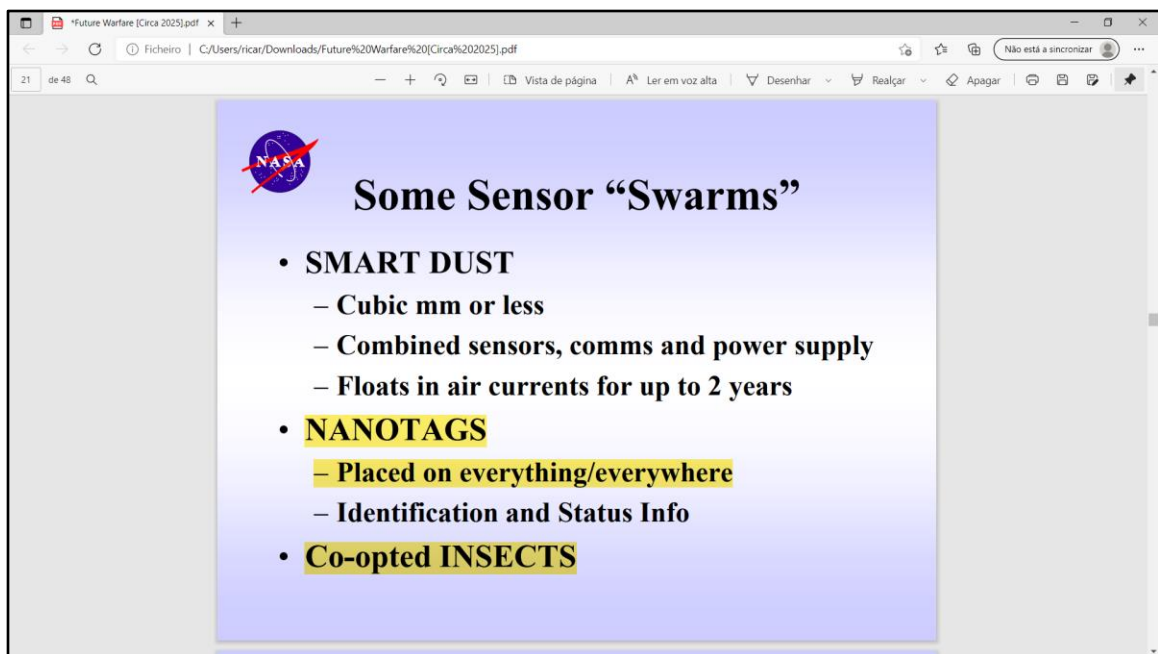 *Future Warfare [Circa 2025].pdf
Ficheiro | C:/Users/ricar/Downloads/Future%20Warfare%20[Circa%202025].pdf
Não está a sincronizar
21 de 48
Vista de página
Ler em voz alta
Desenhar
Realçar
Apagar
NASA
Some Sensor “Swarms”
• SMART DUST
– Cubic mm or less
– Combined sensors, comms and power supply
– Floats in air currents for up to 2 years
• NANOTAGS
– Placed on everything/everywhere
– Identification and Status Info
• Co-opted INSECTS